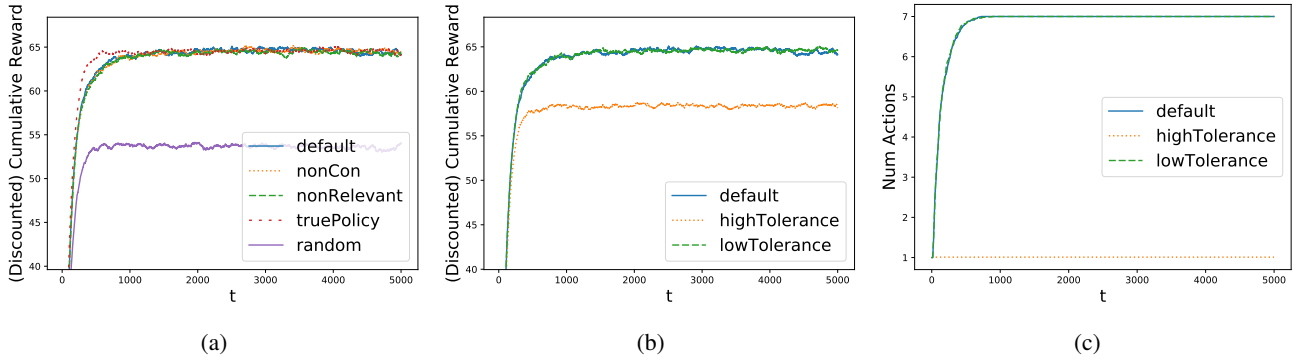 (Discounted) Cumulative Reward
65
60
55
50
45
40
0
1000
2000
3000
4000
5000
t
default
nonCon
nonRelevant
truePolicy
random
(a)
(Discounted) Cumulative Reward
65
60
55
50
45
40
0
1000
2000
3000
4000
5000
t
default
highTolerance
lowTolerance
(b)
Num Actions
7
6
5
4
3
2
1
0
1000
2000
3000
4000
5000
t
default
highTolerance
lowTolerance
(c)